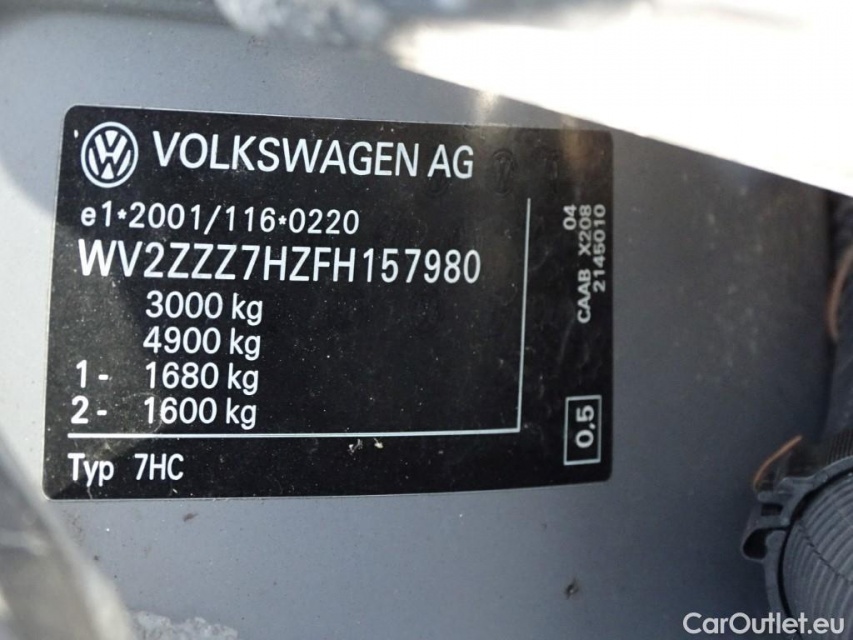 VOLKSWAGEN AG
e1*2001/116*0220
WV2ZZZ7HZFH157980
3000 kg
4900 kg
1- 1680 kg
2- 1600 kg
Typ 7HC
04
CAAB X208
2145010
0,5
CarOutlet.eu